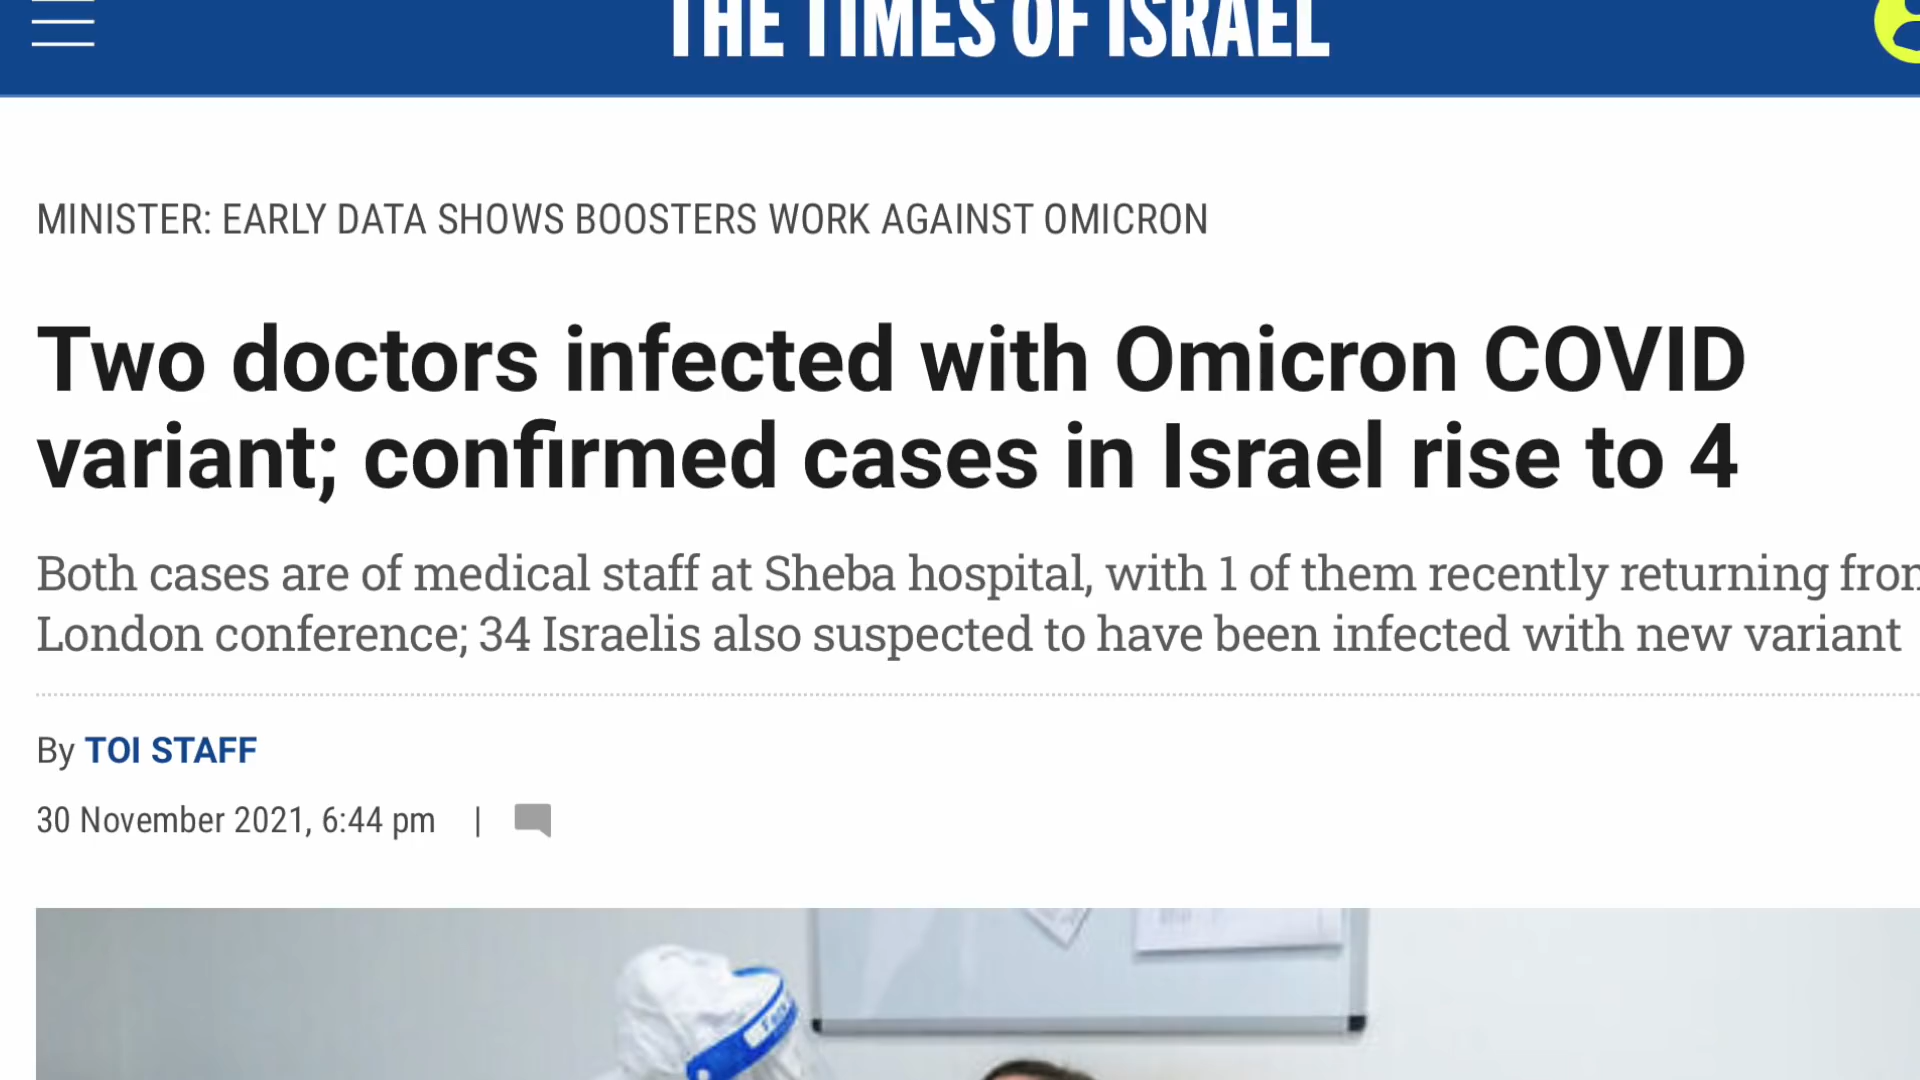 THE TIMES OF ISRAEL
MINISTER: EARLY DATA SHOWS BOOSTERS WORK AGAINST OMICRON
Two doctors infected with Omicron COVID
variant; confirmed cases in Israel rise to 4
Both cases are of medical staff at Sheba hospital, with 1 of them recently returning from
London conference; 34 Israelis also suspected to have been infected with new variant
By TOI STAFF
30 November 2021, 6:44 pm |